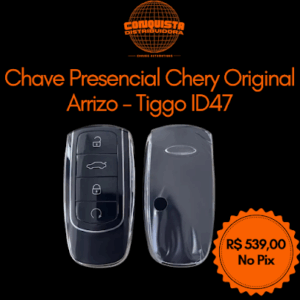 CONQUISTA
DISTRIBUIDORA
Chave Presencial Chery Original
Arrizo - Tiggo ID47
R$ 539,00
No Pix